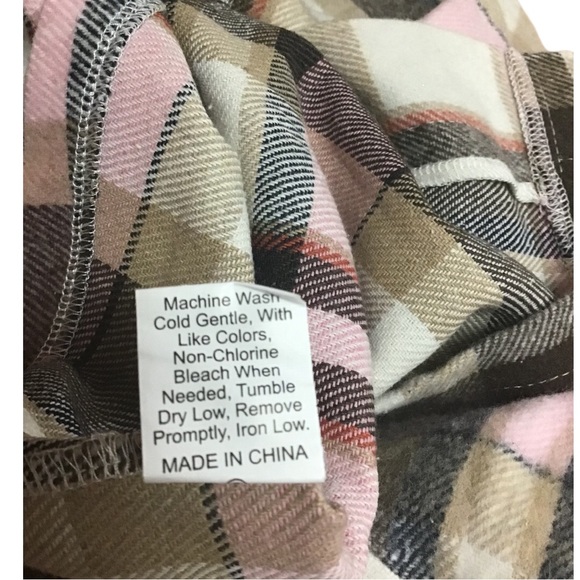 Machine Wash
Cold Gentle, With
Like Colors,
Non-Chlorine
Bleach When
Needed, Tumble
Dry Low, Remove
Promptly, Iron Low.
MADE IN CHINA